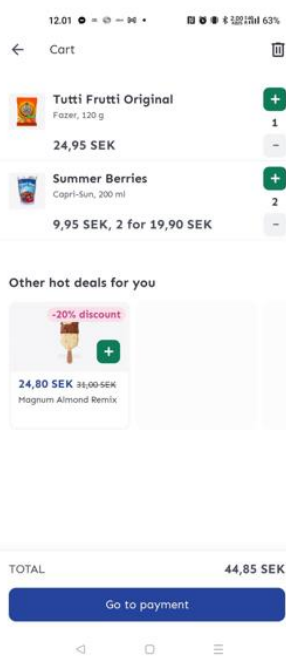 12.01
63%
Cart
Tutti Frutti Original
Fazer, 120 g
1
24,95 SEK
Summer Berries
Capri-Sun, 200 ml
2
9,95 SEK, 2 for 19,90 SEK
Other hot deals for you
-20% discount
24,80 SEK 31,00 SEK
Magnum Almond Remix
TOTAL 44,85 SEK
Go to payment